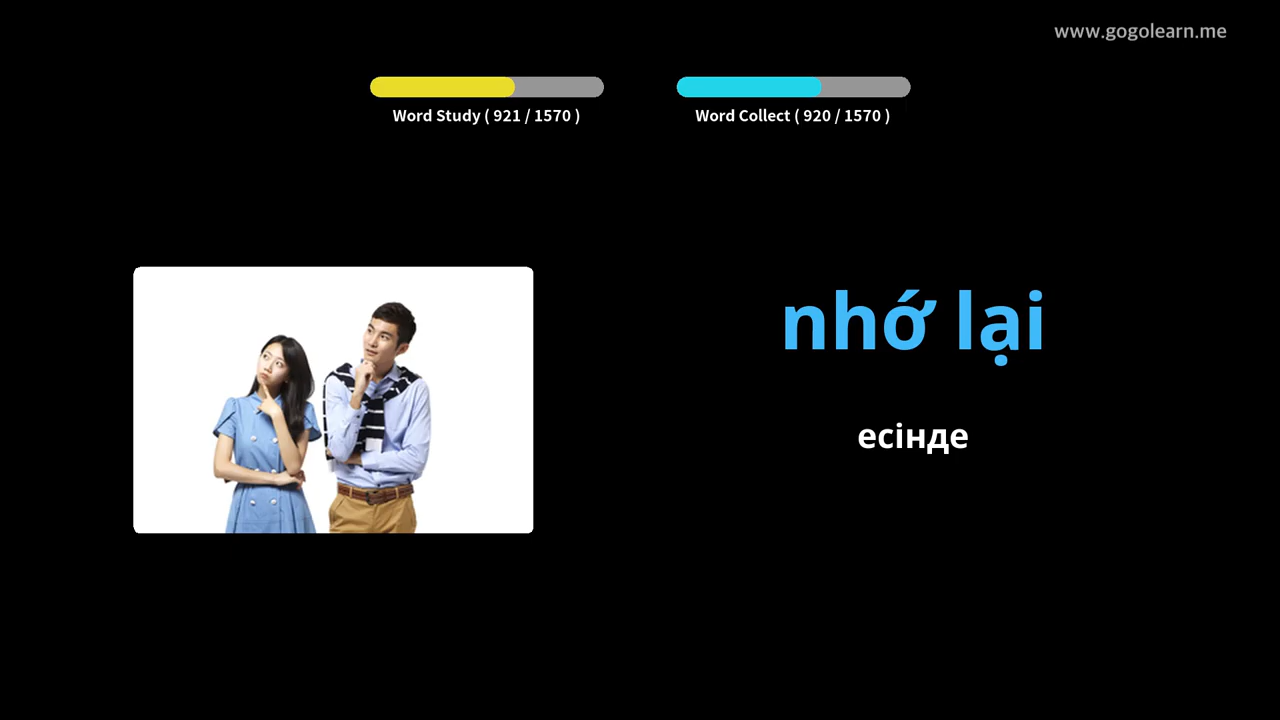 www.gogolearn.me
Word Study ( 921 / 1570 )
Word Collect ( 920 / 1570 )
nhớ lại
есінде